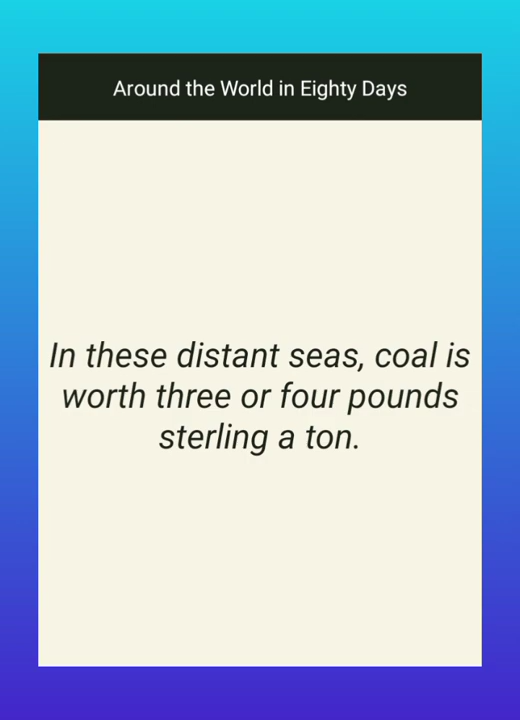 Around the World in Eighty Days
In these distant seas, coal is
worth three or four pounds
sterling a ton.